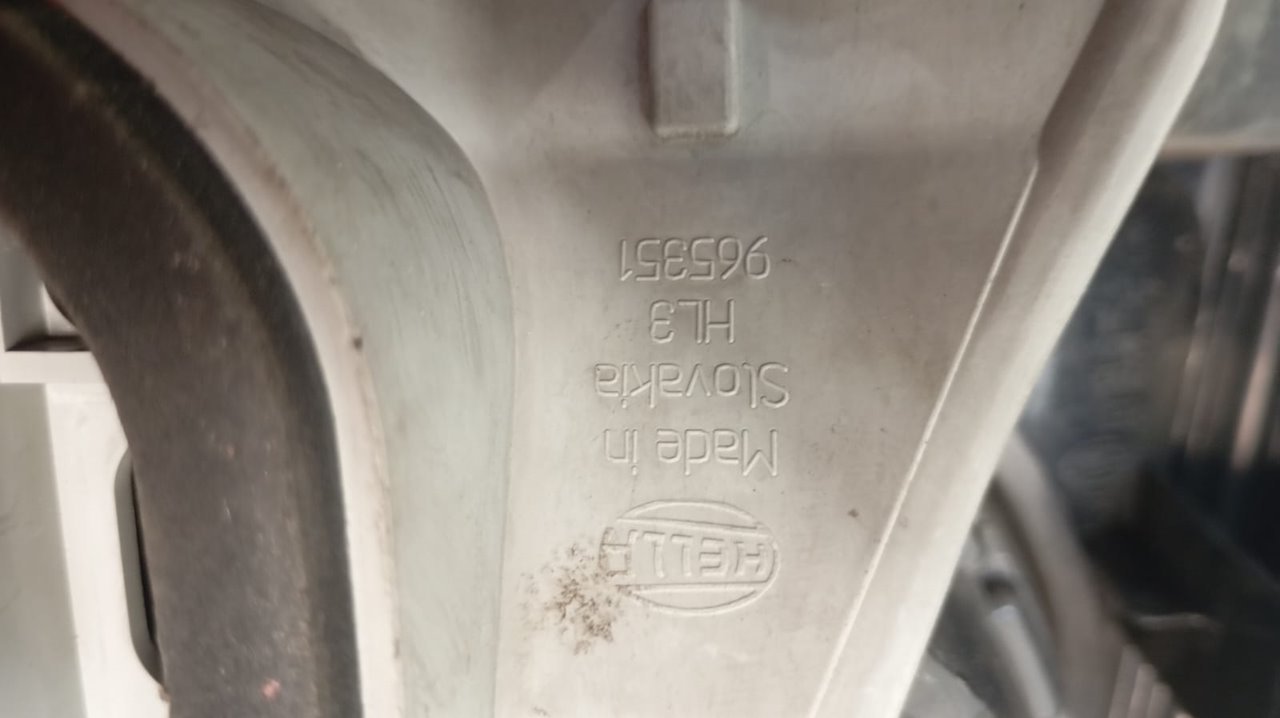 HELLA
Made in
Slovakia
HL3
965351